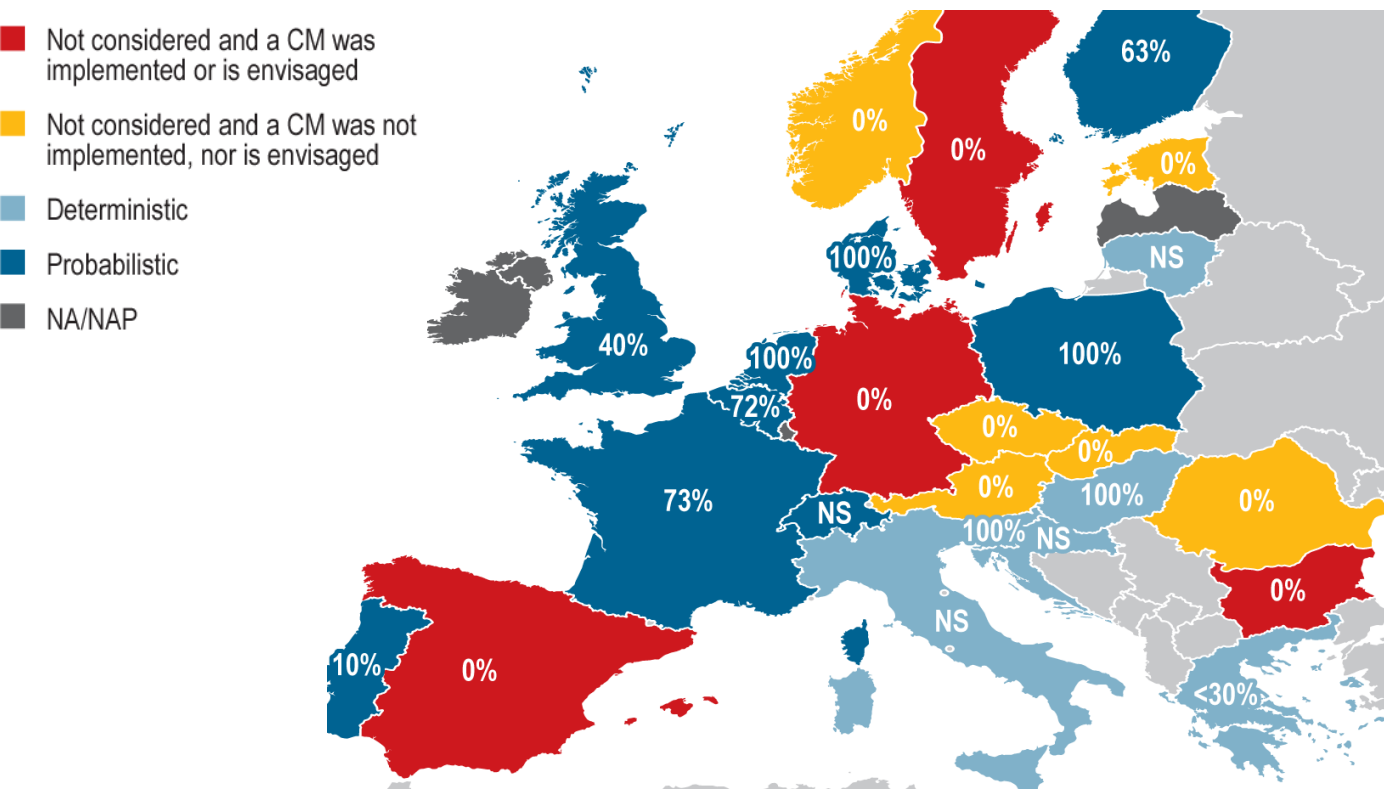 Not considered and a CM was
implemented or is envisaged
Not considered and a CM was not
implemented, nor is envisaged
Deterministic
Probabilistic
NA/NAP
63%
0%
0%
0%
NS
100%
40%
100%
100%
72%
0%
0%
0%
0%
100%
0%
73%
NS
100%
NS
0%
NS
10%
0%
<30%